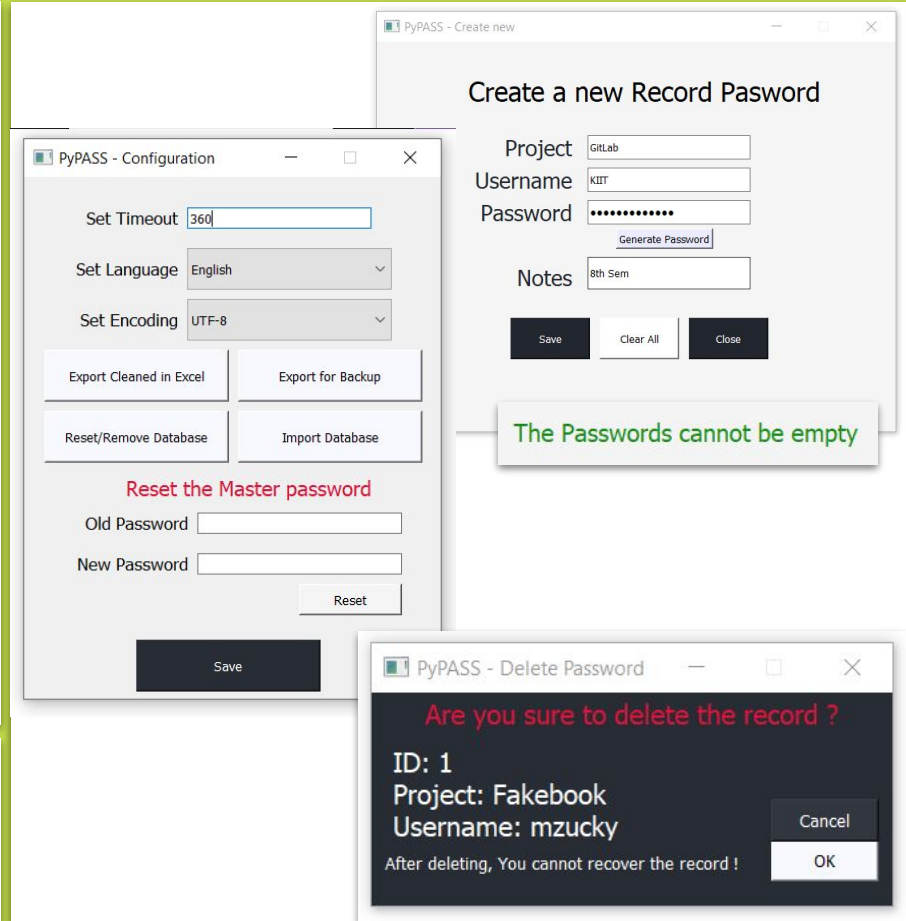 PyPASS - Create new
Create a new Record Pasword
Project GitLab
Username KIIT
Password •••••••••••••
Generate Password
Notes 8th Sem
Save Clear All Close
The Passwords cannot be empty
PyPASS - Configuration
Set Timeout 360
Set Language English
Set Encoding UTF-8
Export Cleaned in Excel Export for Backup
Reset/Remove Database Import Database
Reset the Master password
Old Password
New Password
Reset
Save
PyPASS - Delete Password
Are you sure to delete the record ?
ID: 1
Project: Fakebook
Username: mzucky
Cancel
After deleting, You cannot recover the record !
OK